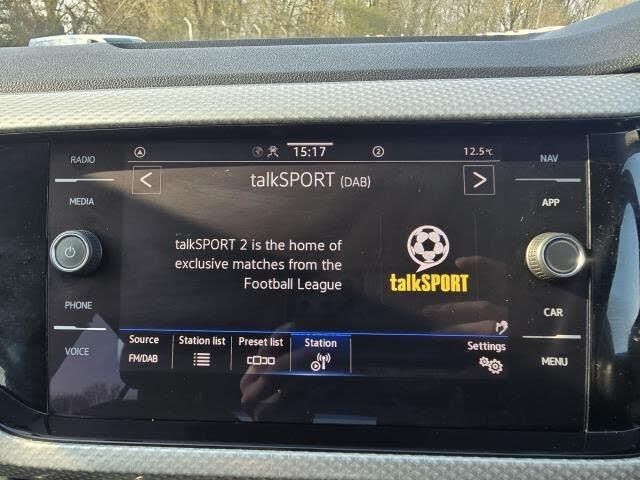 RADIO
MEDIA
PHONE
VOICE
15:17
2
12.5°C
talkSPORT (DAB)
talkSPORT 2 is the home of
exclusive matches from the
Football League
talkSPORT
Source
FM/DAB
Station list
Preset list
Station
Settings
NAV
APP
CAR
MENU